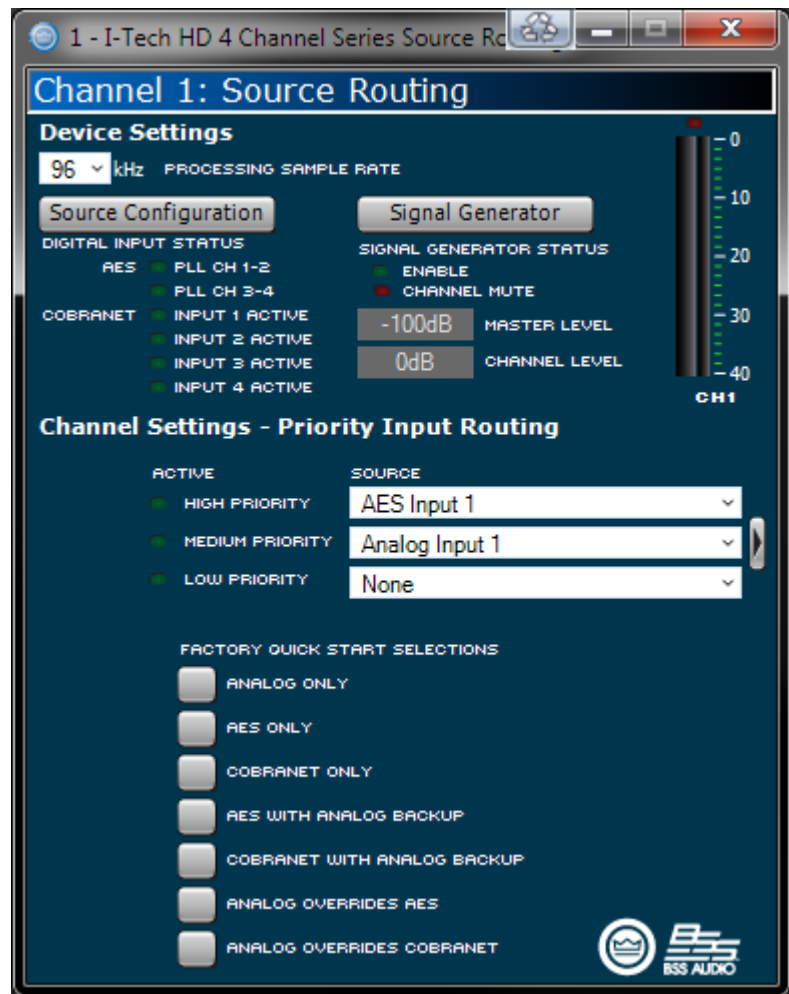 1 - I-Tech HD 4 Channel Series Source
Channel 1: Source Routing
Device Settings
96 kHz PROCESSING SAMPLE RATE
Source Configuration
DIGITAL INPUT STATUS
AES PLL CH 1-2
PLL CH 3-4
COBRANET INPUT 1 ACTIVE
INPUT 2 ACTIVE
INPUT 3 ACTIVE
INPUT 4 ACTIVE
Signal Generator
SIGNAL GENERATOR STATUS
ENABLE
CHANNEL MUTE
-100dB MASTER LEVEL
0dB CHANNEL LEVEL
0
10
20
30
40
CH1
Channel Settings - Priority Input Routing
ACTIVE SOURCE
HIGH PRIORITY AES Input 1
MEDIUM PRIORITY Analog Input 1
LOW PRIORITY None
FACTORY QUICK START SELECTIONS
ANALOG ONLY
AES ONLY
COBRANET ONLY
AES WITH ANALOG BACKUP
COBRANET WITH ANALOG BACKUP
ANALOG OVERRIDES AES
ANALOG OVERRIDES COBRANET
BSS
BSS AUDIO